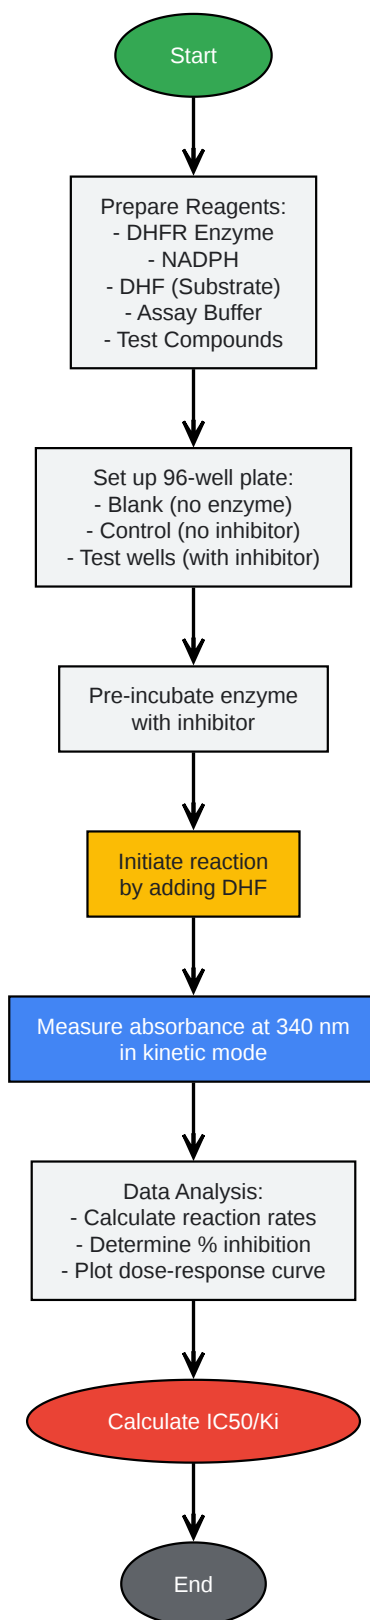 Start
Prepare Reagents:
- DHFR Enzyme
- NADPH
- DHF (Substrate)
- Assay Buffer
- Test Compounds
Set up 96-well plate:
- Blank (no enzyme)
- Control (no inhibitor)
- Test wells (with inhibitor)
Pre-incubate enzyme
with inhibitor
Initiate reaction
by adding DHF
Measure absorbance at 340 nm
in kinetic mode
Data Analysis:
- Calculate reaction rates
- Determine % inhibition
- Plot dose-response curve
Calculate IC50/Ki
End